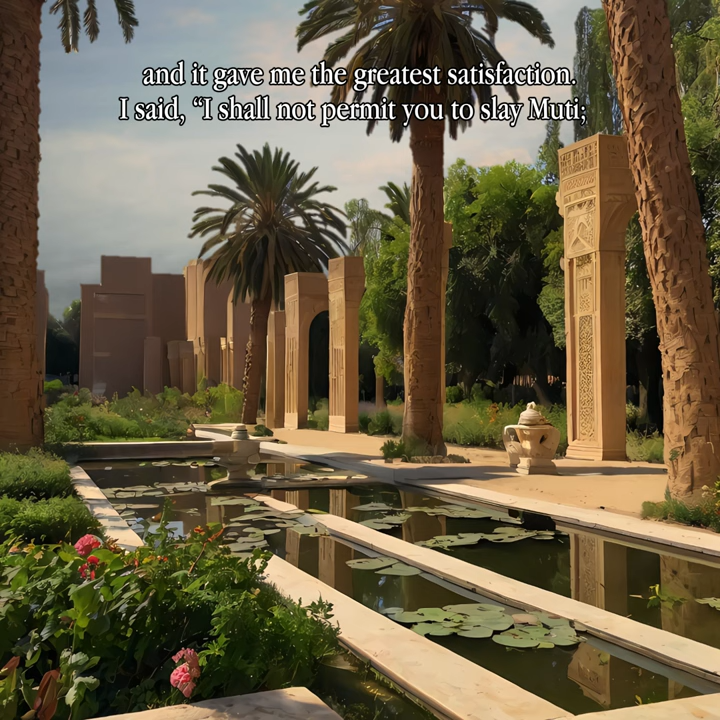 and it gave me the greatest satisfaction.
I said, “I shall not permit you to slay Muti;